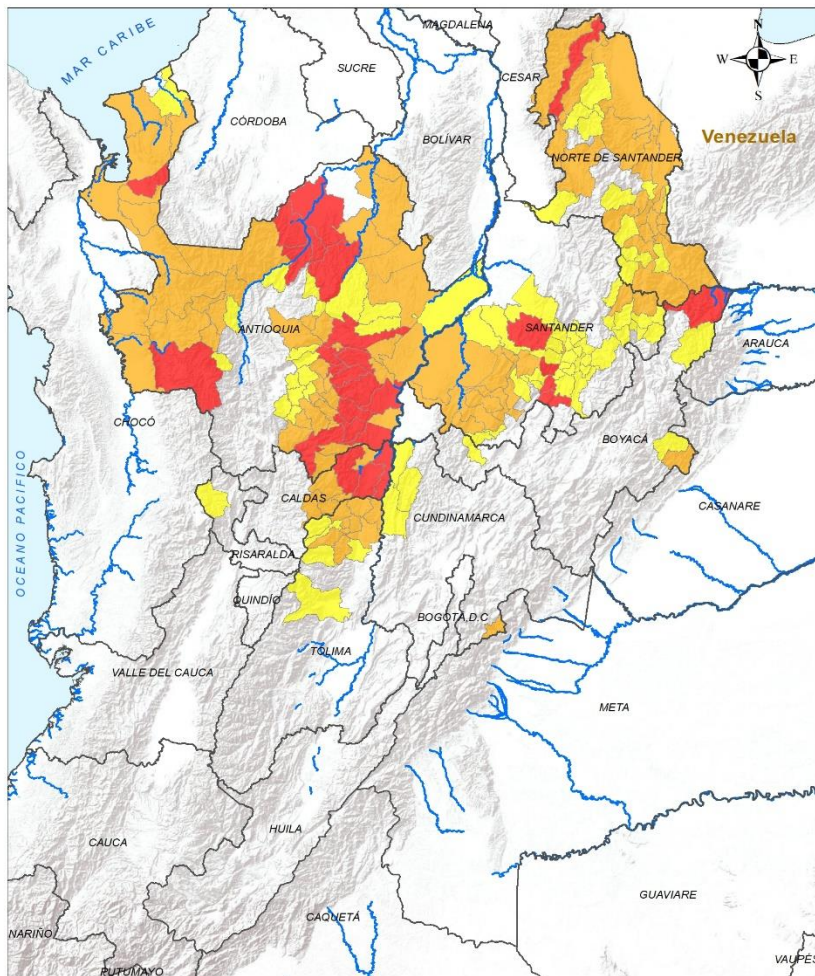 MAGDALENA
N
MAR CARIBE
SUCRE
CESAR
W
E
S
CÓRDOBA
BOLÍVAR
Venezuela
NORTE DE SANTANDER
ANTIOQUIA
SANTANDER
ARAUCA
CHOCÓ
BOYACÁ
CALDAS
CUNDINAMARCA
CASANARE
OCEANO PACIFICO
RISARALDA
QUINDÍO
BOGOTÁ,D.C
TOLIMA
VALLE DEL CAUCA
META
HUILA
CAUCA
GUAVIARE
CAQUETÁ
NARIÑO
PUTUMAYO
VAUPÉS